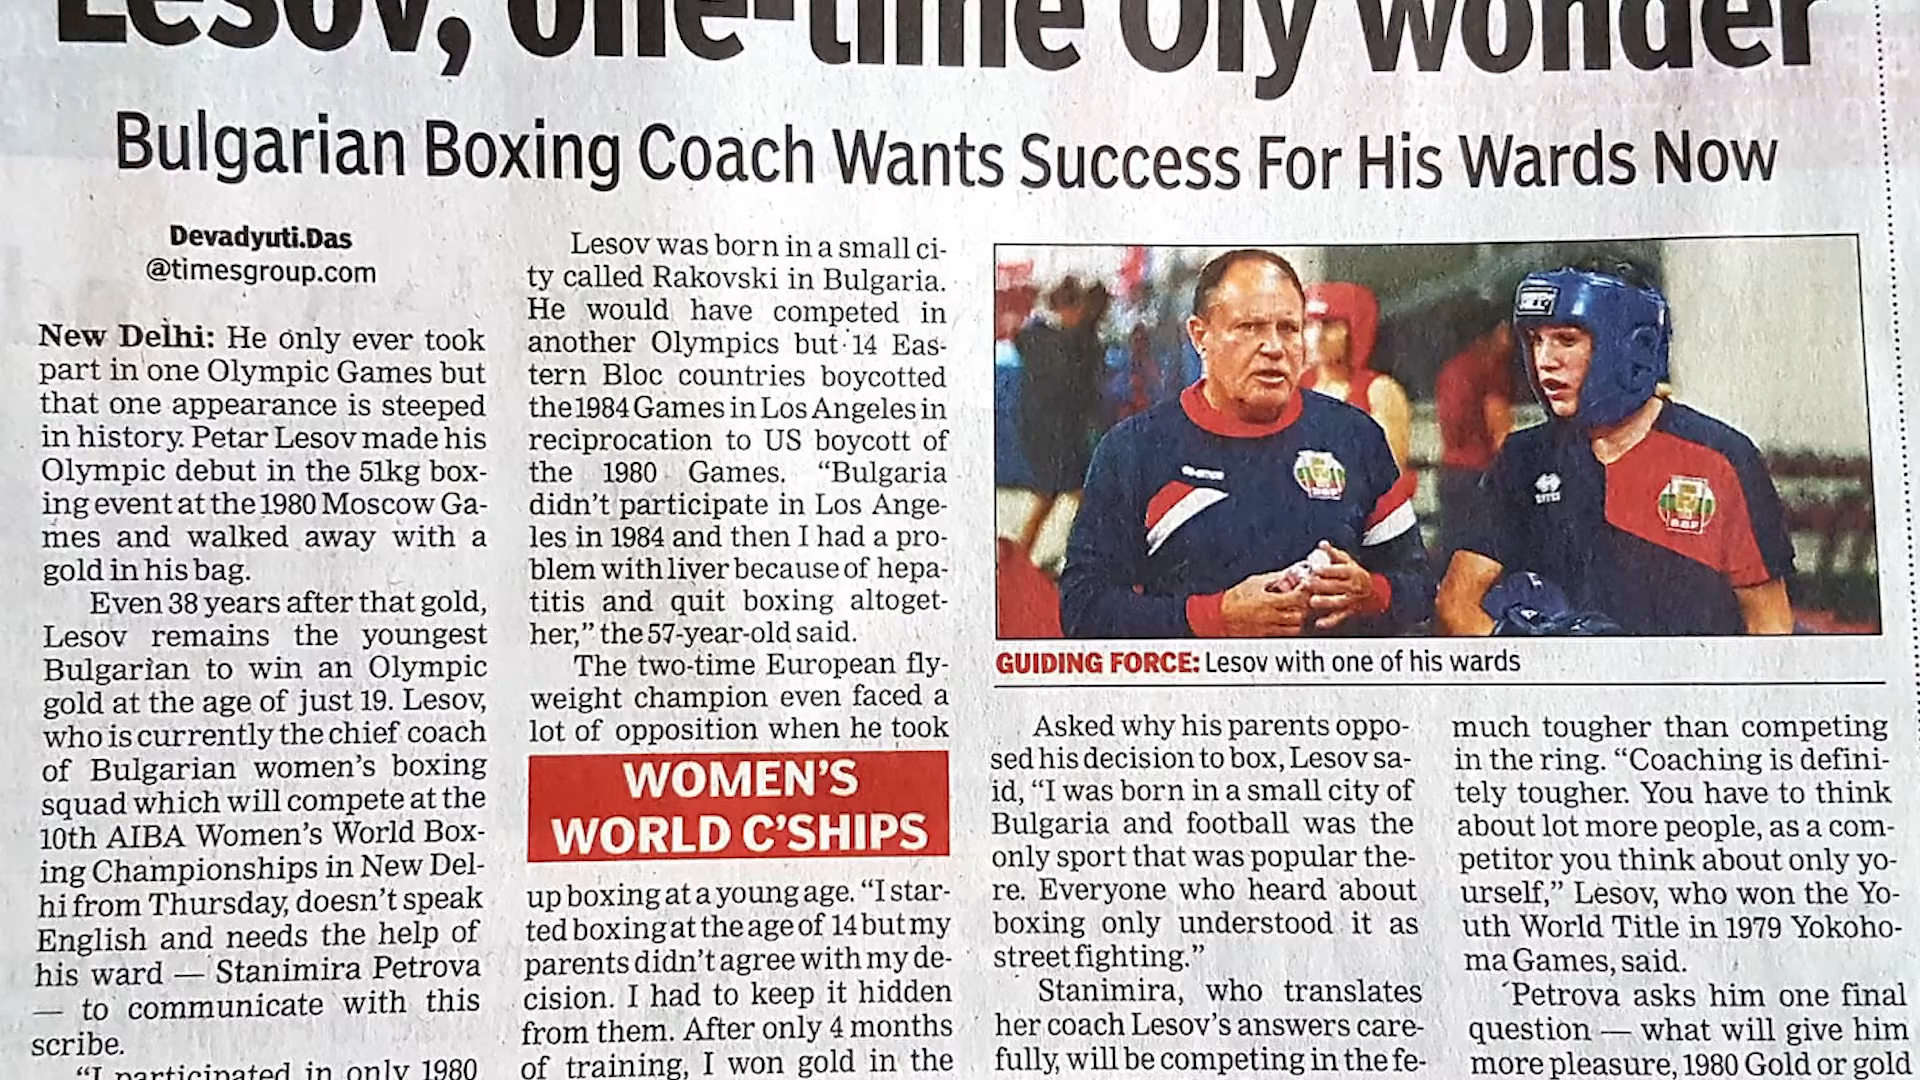 Lesov, one-time Oly wonder
Bulgarian Boxing Coach Wants Success For His Wards Now
Devadyuti.Das
@timesgroup.com
New Delhi: He only ever took
part in one Olympic Games but
that one appearance is steeped
in history. Petar Lesov made his
Olympic debut in the 51kg box-
ing event at the 1980 Moscow Ga-
mes and walked away with a
gold in his bag.
Even 38 years after that gold,
Lesov remains the youngest
Bulgarian to win an Olympic
gold at the age of just 19. Lesov,
who is currently the chief coach
of Bulgarian women's boxing
squad which will compete at the
10th AIBA Women's World Box-
ing Championships in New Del-
hi from Thursday, doesn't speak
English and needs the help of
his ward — Stanimira Petrova
— to communicate with this
scribe.
"I participated in only 1980
Lesov was born in a small ci-
ty called Rakovski in Bulgaria.
He would have competed in
another Olympics but 14 Eas-
tern Bloc countries boycotted
the 1984 Games in Los Angeles in
reciprocation to US boycott of
the 1980 Games. "Bulgaria
didn't participate in Los Ange-
les in 1984 and then I had a pro-
blem with liver because of hepa-
titis and quit boxing altoget-
her," the 57-year-old said.
The two-time European fly-
weight champion even faced a
lot of opposition when he took
WOMEN'S
WORLD C'SHIPS
up boxing at a young age. "I star-
ted boxing at the age of 14 but my
parents didn't agree with my de-
cision. I had to keep it hidden
from them. After only 4 months
of training, I won gold in the
GUIDING FORCE: Lesov with one of his wards
Asked why his parents oppo-
sed his decision to box, Lesov sa-
id, "I was born in a small city of
Bulgaria and football was the
only sport that was popular the-
re. Everyone who heard about
boxing only understood it as
street fighting."
Stanimira, who translates
her coach Lesov's answers care-
fully, will be competing in the fe-
much tougher than competing
in the ring. "Coaching is defini-
tely tougher. You have to think
about lot more people, as a com-
petitor you think about only yo-
urself," Lesov, who won the Yo-
uth World Title in 1979 Yokoho-
ma Games, said.
Petrova asks him one final
question — what will give him
more pleasure, 1980 Gold or gold